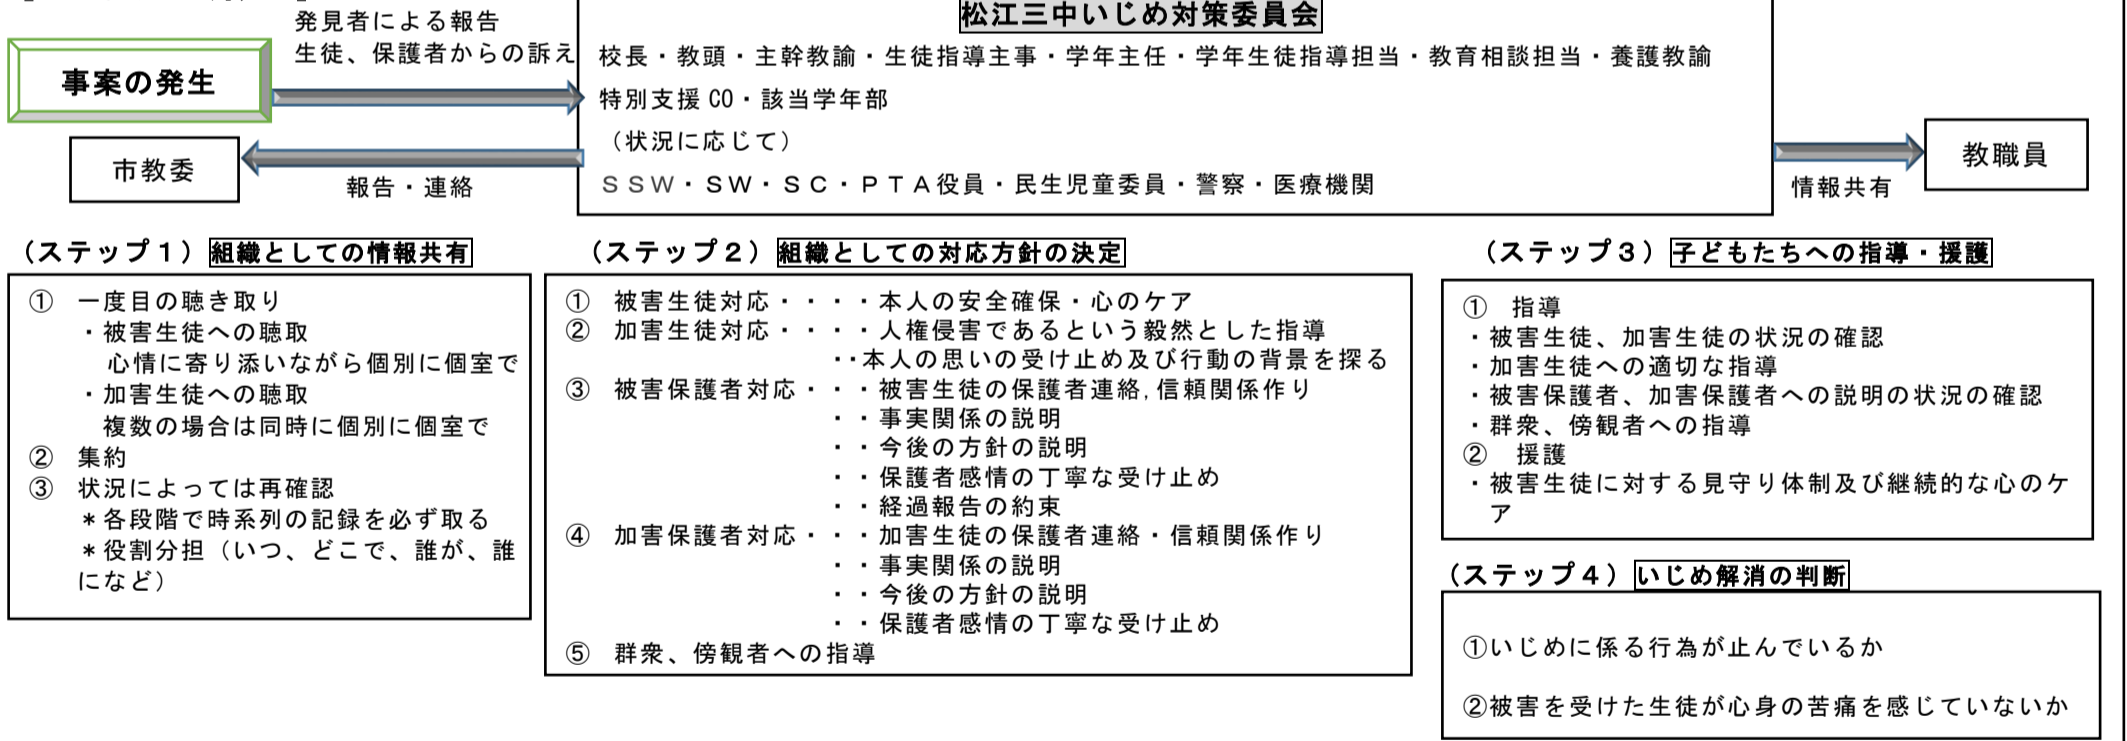 発見者による報告
生徒、保護者からの訴え
事案の発生
市教委
報告・連絡
松江三中いじめ対策委員会
校長・教頭・主幹教諭・生徒指導主事・学年主任・学年生徒指導担当・教育相談担当・養護教諭
特別支援 CO・該当学年部
（状況に応じて）
ＳＳＷ・SW・ＳＣ・ＰＴＡ役員・民生児童委員・警察・医療機関
教職員
情報共有
（ステップ１）組織としての情報共有
①　一度目の聴き取り
・被害生徒への聴取
心情に寄り添いながら個別に個室で
・加害生徒への聴取
複数の場合は同時に個別に個室で
②　集約
③　状況によっては再確認
＊各段階で時系列の記録を必ず取る
＊役割分担（いつ、どこで、誰が、誰
になど）
（ステップ２）組織としての対応方針の決定
①　被害生徒対応・・・・本人の安全確保・心のケア
②　加害生徒対応・・・・人権侵害であるという毅然とした指導
・・本人の思いの受け止め及び行動の背景を探る
③　被害保護者対応・・・被害生徒の保護者連絡,信頼関係作り
・・事実関係の説明
・・今後の方針の説明
・・保護者感情の丁寧な受け止め
・・経過報告の約束
④　加害保護者対応・・・加害生徒の保護者連絡・信頼関係作り
・・事実関係の説明
・・今後の方針の説明
・・保護者感情の丁寧な受け止め
⑤　群衆、傍観者への指導
（ステップ３）子どもたちへの指導・援護
①　指導
・被害生徒、加害生徒の状況の確認
・加害生徒への適切な指導
・被害保護者、加害保護者への説明の状況の確認
・群衆、傍観者への指導
②　援護
・被害生徒に対する見守り体制及び継続的な心のケ
ア
（ステップ４）いじめ解消の判断
①いじめに係る行為が止んでいるか
②被害を受けた生徒が心身の苦痛を感じていないか